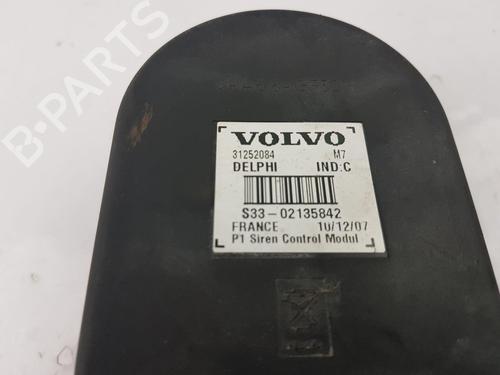 VOLVO
31252084 M7
DELPHI IND:C
S33-02135842
FRANCE 10/12/07
P1 Siren Control Modul
B-PARTS